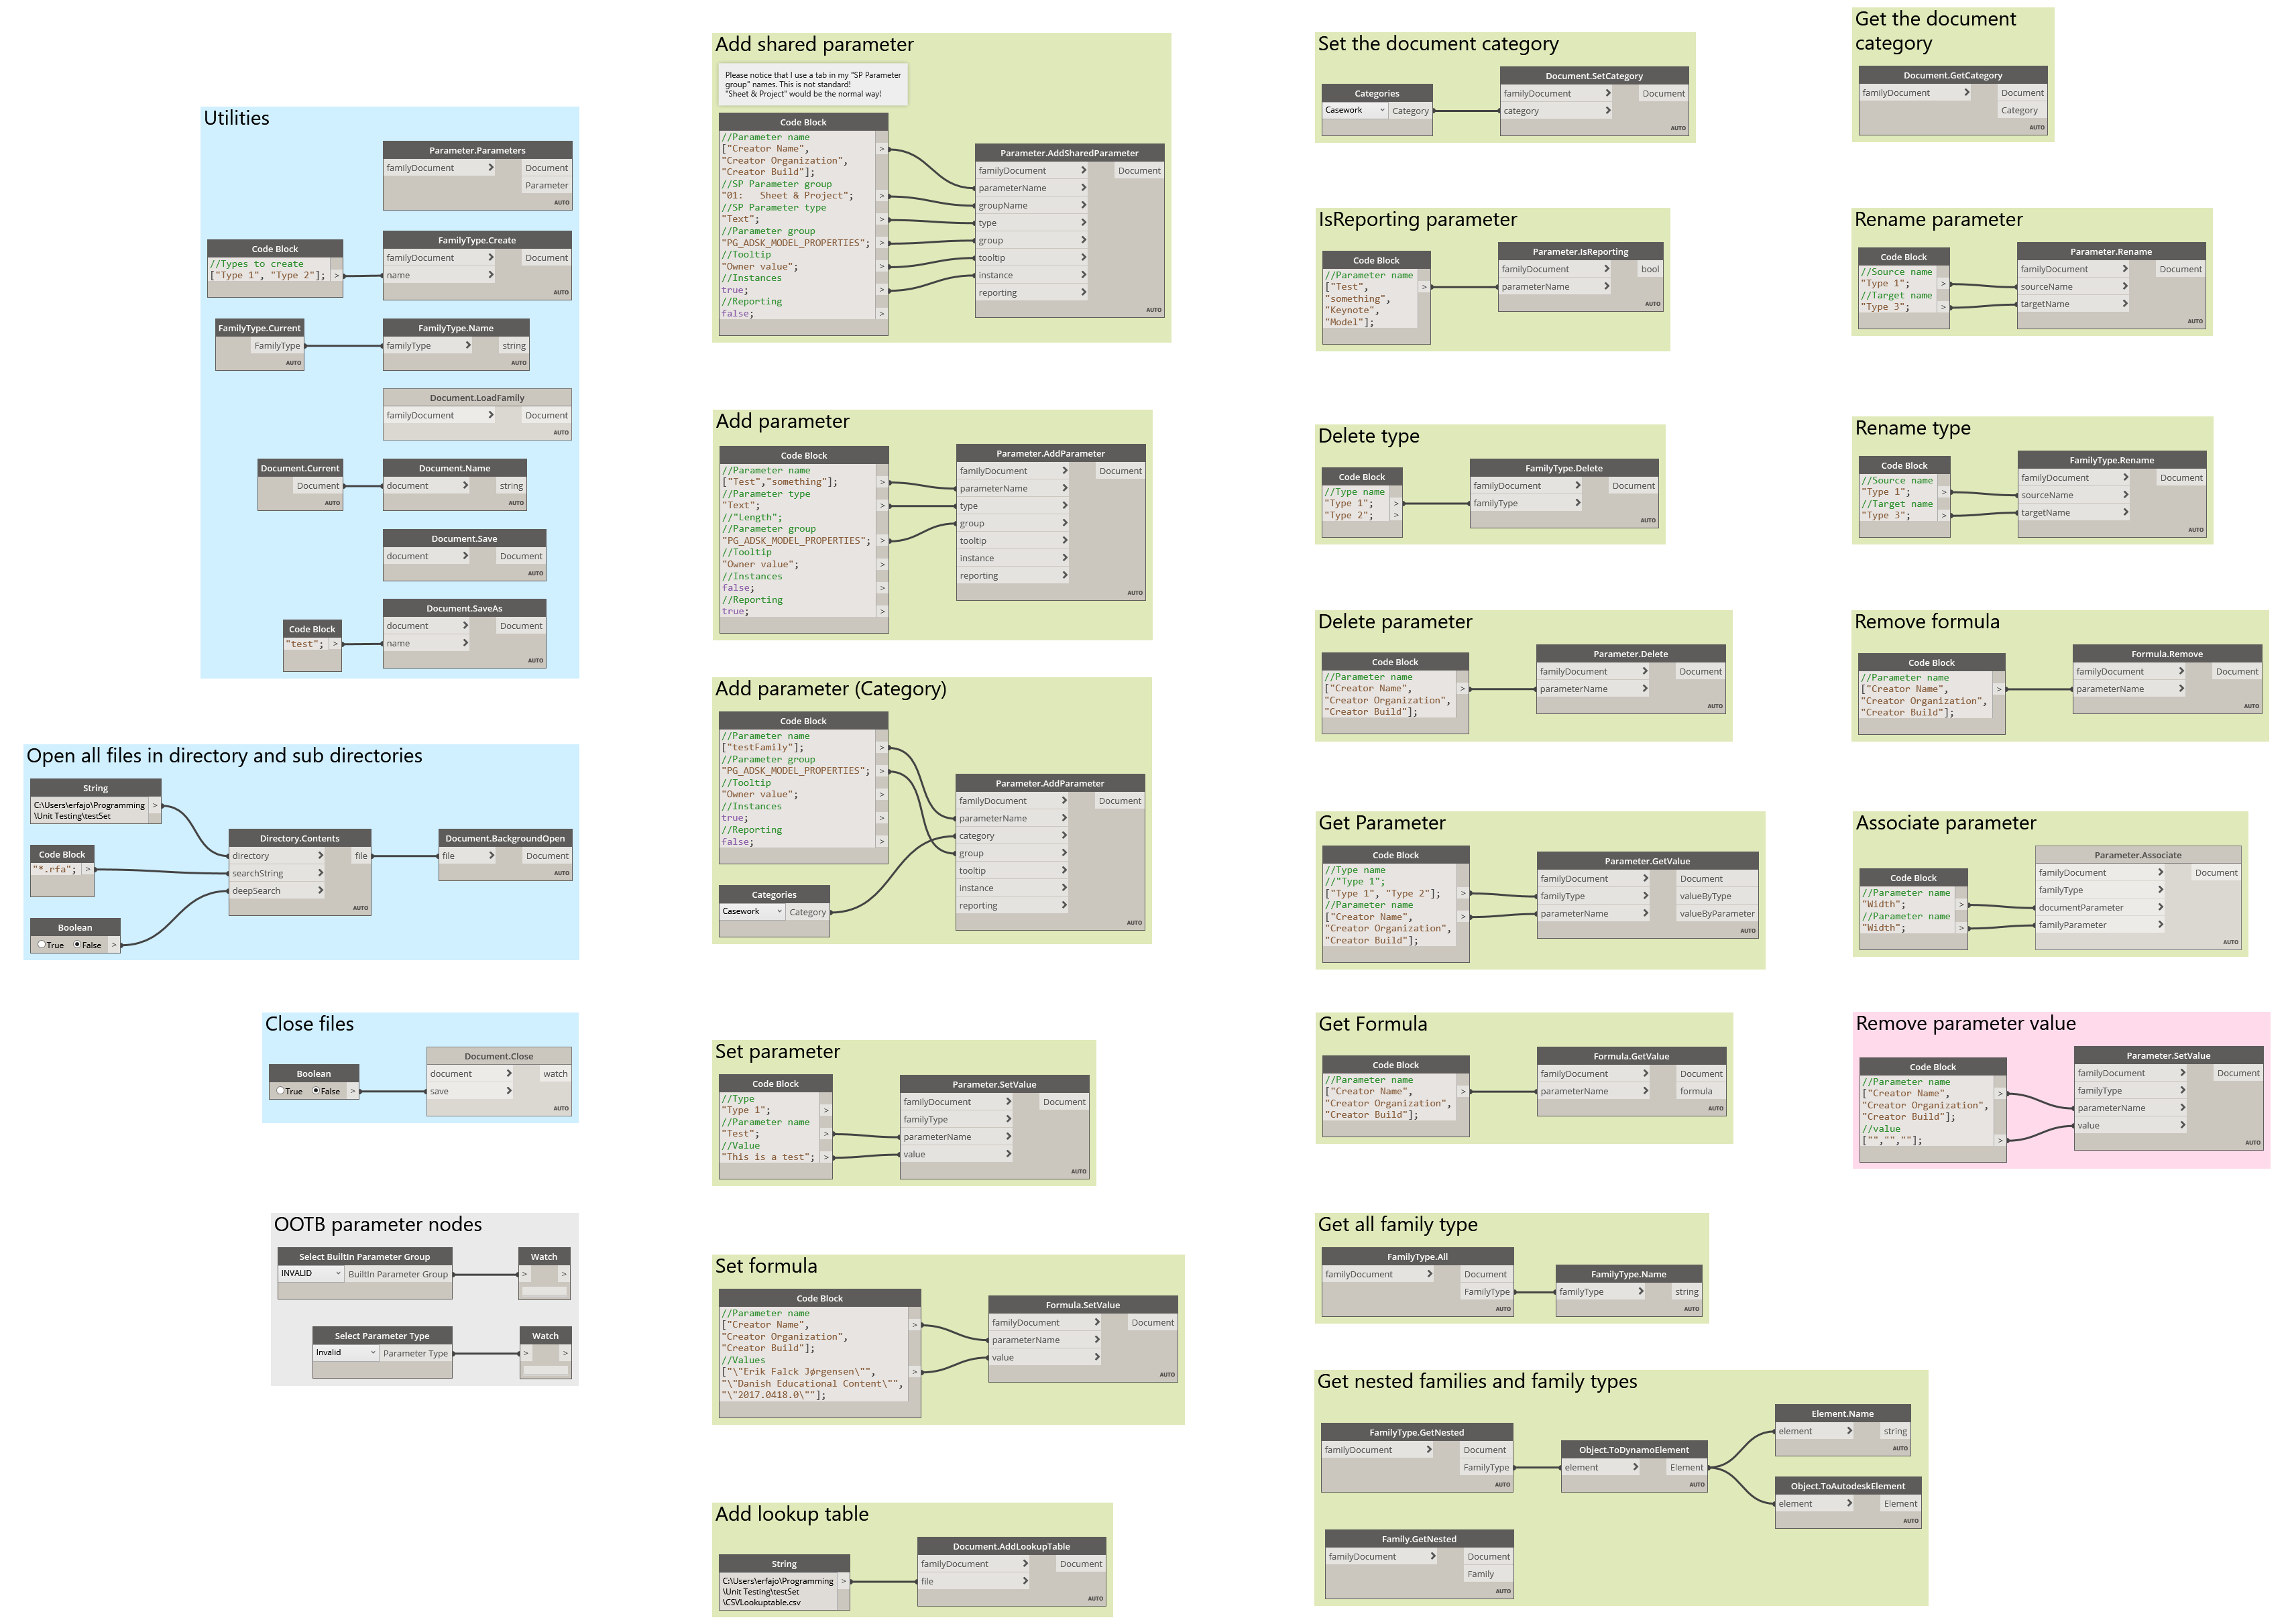 Utilities
Parameter.Parameters
familyDocument > Document
Parameter
AUTO
Code Block
//Types to create
["Type 1", "Type 2"]; >
FamilyType.Create
familyDocument > Document
name >
AUTO
FamilyType.Current
FamilyType
AUTO
FamilyType.Name
familyType > string
AUTO
Document.LoadFamily
familyDocument > Document
AUTO
Document.Current
Document
AUTO
Document.Name
document > string
AUTO
Document.Save
document > Document
AUTO
Code Block
"test"; >
Document.SaveAs
document > Document
name >
AUTO
Open all files in directory and sub directories
String
C:\Users\erfajo\Programming >
\Unit Testing\testSet
Code Block
"*.rfa"; >
Boolean
True False >
Directory.Contents
directory > file
searchString >
deepSearch >
AUTO
Document.BackgroundOpen
file > Document
AUTO
Close files
Boolean
True False >
Document.Close
document > watch
save >
AUTO
OOTB parameter nodes
Select BuiltIn Parameter Group
INVALID BuiltIn Parameter Group
Watch
> >
Select Parameter Type
Invalid Parameter Type
Watch
> >
Add shared parameter
Please notice that I use a tab in my "SP Parameter
group" names. This is not standard!
"Sheet & Project" would be the normal way!
Code Block
//Parameter name
["Creator Name", >
"Creator Organization",
"Creator Build"];
//SP Parameter group
"01:   Sheet & Project"; >
//SP Parameter type
"Text"; >
//Parameter group
"PG_ADSK_MODEL_PROPERTIES"; >
//Tooltip
"Owner value"; >
//Instances
true; >
//Reporting
false; >
Parameter.AddSharedParameter
familyDocument > Document
parameterName >
groupName >
type >
group >
tooltip >
instance >
reporting >
AUTO
Add parameter
Code Block
//Parameter name
["Test","something"]; >
//Parameter type
"Text"; >
//"Length";
//Parameter group
"PG_ADSK_MODEL_PROPERTIES"; >
//Tooltip
"Owner value"; >
//Instances
false; >
//Reporting
true; >
Parameter.AddParameter
familyDocument > Document
parameterName >
type >
group >
tooltip >
instance >
reporting >
AUTO
Add parameter (Category)
Code Block
//Parameter name
["testFamily"]; >
//Parameter group
"PG_ADSK_MODEL_PROPERTIES"; >
//Tooltip
"Owner value"; >
//Instances
true; >
//Reporting
false; >
Categories
Casework Category
Parameter.AddParameter
familyDocument > Document
parameterName >
category >
group >
tooltip >
instance >
reporting >
AUTO
Set parameter
Code Block
//Type
"Type 1"; >
//Parameter name
"Test"; >
//Value
"This is a test"; >
Parameter.SetValue
familyDocument > Document
familyType >
parameterName >
value >
AUTO
Set formula
Code Block
//Parameter name
["Creator Name", >
"Creator Organization",
"Creator Build"];
//Values
["\"Erik Falck Jørgensen\"", >
"\"Danish Educational Content\"",
"\"2017.0418.0\""];
Formula.SetValue
familyDocument > Document
parameterName >
value >
AUTO
Add lookup table
String
C:\Users\erfajo\Programming >
\Unit Testing\testSet
\CSVLookuptable.csv
Document.AddLookupTable
familyDocument > Document
file >
AUTO
Set the document category
Categories
Casework Category
Document.SetCategory
familyDocument > Document
category >
AUTO
IsReporting parameter
Code Block
//Parameter name
["Test", >
"something",
"Keynote",
"Model"];
Parameter.IsReporting
familyDocument > bool
parameterName >
AUTO
Delete type
Code Block
//Type name
"Type 1"; >
"Type 2"; >
FamilyType.Delete
familyDocument > Document
familyType >
AUTO
Delete parameter
Code Block
//Parameter name
["Creator Name", >
"Creator Organization",
"Creator Build"];
Parameter.Delete
familyDocument > Document
parameterName >
AUTO
Get Parameter
Code Block
//Type name
//"Type 1";
["Type 1", "Type 2"]; >
//Parameter name
["Creator Name", >
"Creator Organization",
"Creator Build"];
Parameter.GetValue
familyDocument > Document
familyType > valueByType
parameterName > valueByParameter
AUTO
Get Formula
Code Block
//Parameter name
["Creator Name", >
"Creator Organization",
"Creator Build"];
Formula.GetValue
familyDocument > Document
parameterName > formula
AUTO
Get all family type
FamilyType.All
familyDocument > Document
FamilyType
AUTO
FamilyType.Name
familyType > string
AUTO
Get nested families and family types
FamilyType.GetNested
familyDocument > Document
FamilyType
AUTO
Object.ToDynamoElement
element > Element
AUTO
Element.Name
element > string
AUTO
Object.ToAutodeskElement
element > Element
AUTO
Family.GetNested
familyDocument > Document
Family
AUTO
Get the document
category
Document.GetCategory
familyDocument > Document
Category
AUTO
Rename parameter
Code Block
//Source name
"Type 1"; >
//Target name
"Type 3"; >
Parameter.Rename
familyDocument > Document
sourceName >
targetName >
AUTO
Rename type
Code Block
//Source name
"Type 1"; >
//Target name
"Type 3"; >
FamilyType.Rename
familyDocument > Document
sourceName >
targetName >
AUTO
Remove formula
Code Block
//Parameter name
["Creator Name", >
"Creator Organization",
"Creator Build"];
Formula.Remove
familyDocument > Document
parameterName >
AUTO
Associate parameter
Code Block
//Parameter name
"Width"; >
//Parameter name
"Width"; >
Parameter.Associate
familyDocument > Document
familyType >
documentParameter >
familyParameter >
AUTO
Remove parameter value
Code Block
//Parameter name
["Creator Name", >
"Creator Organization",
"Creator Build"];
//value
["","",""]; >
Parameter.SetValue
familyDocument > Document
familyType >
parameterName >
value >
AUTO